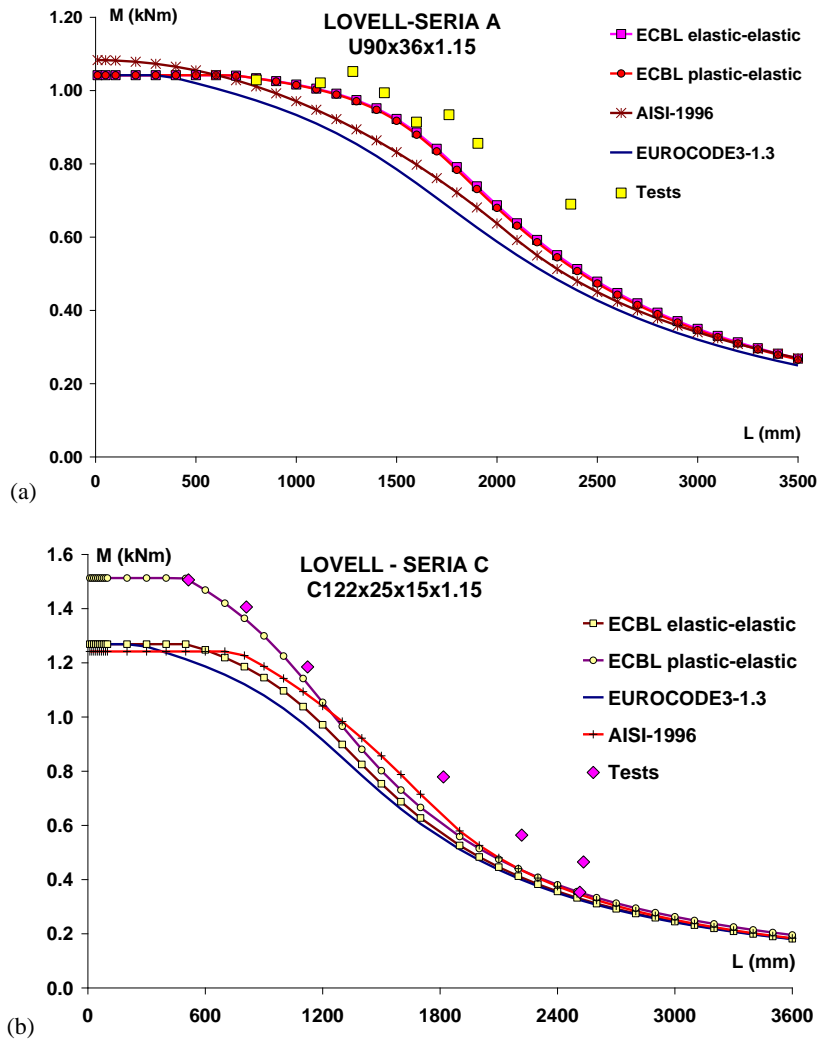 M (kNm)
LOVELL-SERIA A
U90x36x1.15
1.20
1.00
0.80
0.60
0.40
0.20
0.00
ECBL elastic-elastic
ECBL plastic-elastic
AISI-1996
EUROCODE3-1.3
Tests
L (mm)
0 500 1000 1500 2000 2500 3000 3500
(a)
M (kNm)
LOVELL - SERIA C
C122x25x15x1.15
1.6
1.4
1.2
1.0
0.8
0.6
0.4
0.2
0.0
ECBL elastic-elastic
ECBL plastic-elastic
EUROCODE3-1.3
AISI-1996
Tests
L (mm)
0 600 1200 1800 2400 3000 3600
(b)